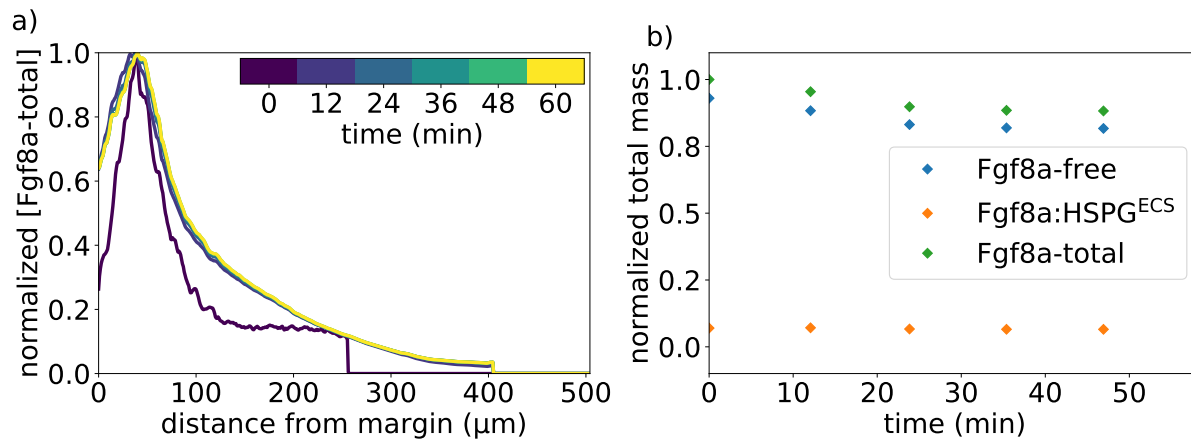 a)
normalized [Fgf8a-total]
1.0
0.8
0.6
0.4
0.2
0.0
0 12 24 36 48 60
time (min)
0 100 200 300 400 500
distance from margin (μm)
b)
normalized total mass
1.0
0.8
0.5
0.2
0.0
Fgf8a-free
Fgf8a:HSPG^ECS
Fgf8a-total
0 10 20 30 40 50
time (min)